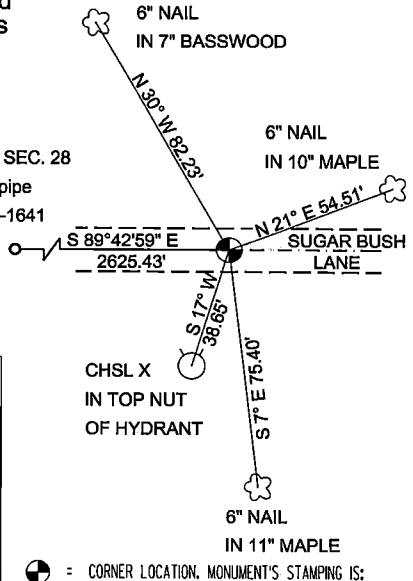 6" NAIL
IN 7" BASSWOOD
N 30° W 82.23'
6" NAIL
IN 10" MAPLE
SEC. 28
pipe
-1641
N 21° E 54.51'
S 89°42'59" E
2625.43'
SUGAR BUSH
LANE
S 17° W
38.65'
S 7° E 75.40'
CHSL X
IN TOP NUT
OF HYDRANT
6" NAIL
IN 11" MAPLE
= CORNER LOCATION. MONUMENT'S STAMPING IS: